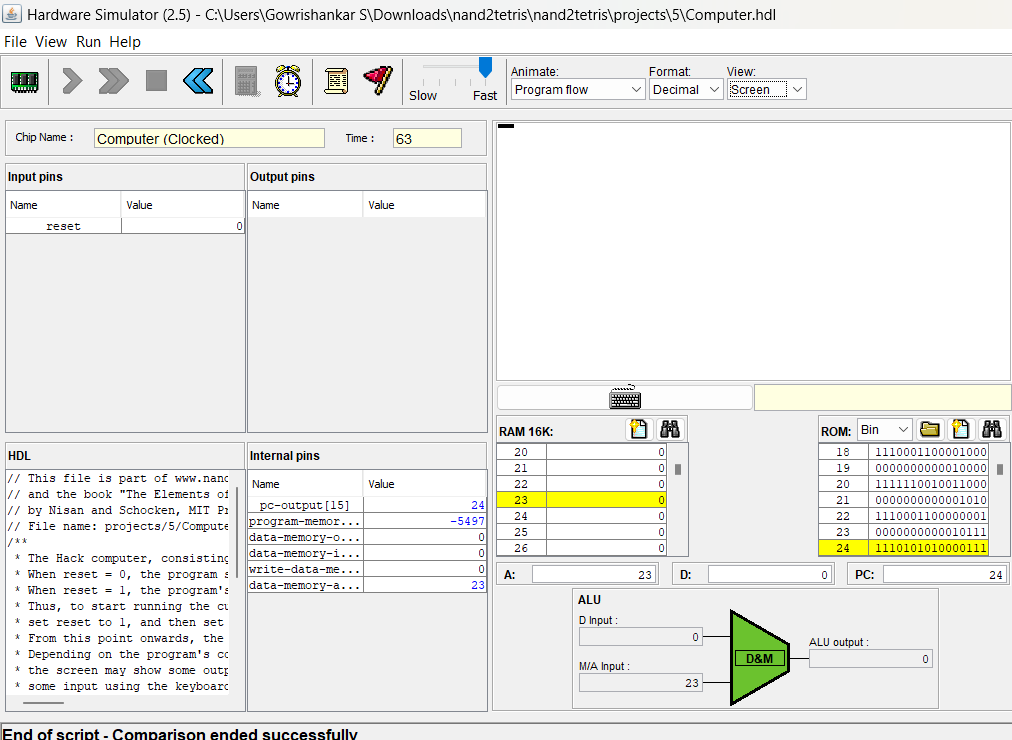 Hardware Simulator (2.5) - C:\Users\Gowrishankar S\Downloads\nand2tetris\nand2tetris\projects\5\Computer.hdl
File View Run Help
Slow Fast
Animate: Format: View:
Program flow Decimal Screen
Chip Name : Computer (Clocked) Time : 63
Input pins
Name Value
reset 0
Output pins
Name Value
HDL
// This file is part of www.nand
// and the book "The Elements of
// by Nisan and Schocken, MIT Pr
// File name: projects/5/Compute
/**
* The Hack computer, consisting
* When reset = 0, the program s
* When reset = 1, the program's
* Thus, to start running the cu
* set reset to 1, and then set
* From this point onwards, the
* Depending on the program's co
* the screen may show some outp
* some input using the keyboard
Internal pins
Name Value
pc-output[15] 24
program-memor... -5497
data-memory-o... 0
data-memory-i... 0
write-data-me... 0
data-memory-a... 23
RAM 16K:
20 0
21 0
22 0
23 0
24 0
25 0
26 0
ROM: Bin
18 1110001100001000
19 0000000000010000
20 1111110010011000
21 0000000000001010
22 1110001100000001
23 0000000000010111
24 1110101010000111
A: 23 D: 0 PC: 24
ALU
D Input :
0
M/A Input :
23
D&M
ALU output :
0
End of script - Comparison ended successfully